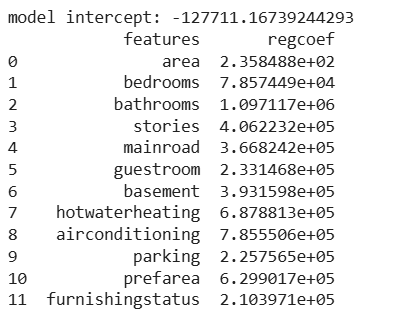 model intercept: -127711.16739244293
features regcoef
0 area 2.358488e+02
1 bedrooms 7.857449e+04
2 bathrooms 1.097117e+06
3 stories 4.062232e+05
4 mainroad 3.668242e+05
5 guestroom 2.331468e+05
6 basement 3.931598e+05
7 hotwaterheating 6.878813e+05
8 airconditioning 7.855506e+05
9 parking 2.257565e+05
10 prefarea 6.299017e+05
11 furnishingstatus 2.103971e+05